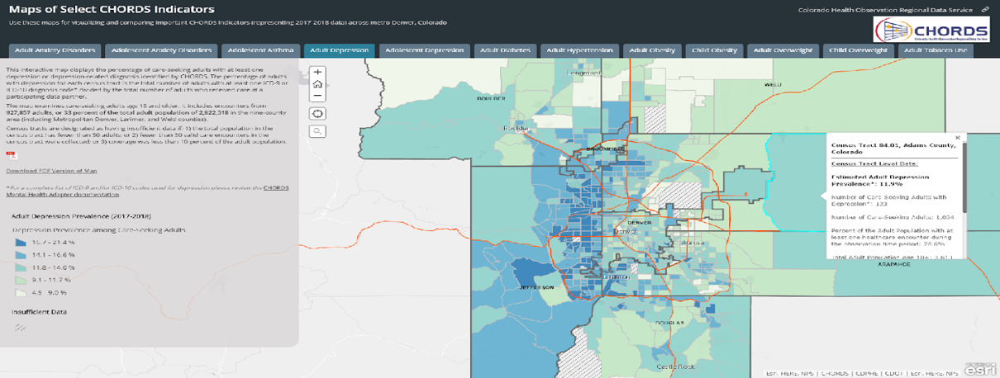 Maps of Select CHORDS Indicators
Use these maps for visualizing and comparing important CHORDS Indicators (representing 2017-2018 data) across metro Denver, Colorado
Colorado Health Observation Regional Data Service
CHORDS
Colorado Health Observation Regional Data Service
Adult Anxiety Disorders
Adolescent Anxiety Disorders
Adolescent Asthma
Adult Depression
Adolescent Depression
Adult Diabetes
Adult Hypertension
Adult Obesity
Child Obesity
Adult Overweight
Child Overweight
Adult Tobacco Use
This interactive map displays the percentage of care-seeking adults with at least one
depression or depression-related diagnosis identified by CHORDS. The percentage of adults
with depression for each census tract is the total number of adults with at least one ICD-9 or
ICD-10 diagnosis code* divided by the total number of adults who received care at a
participating data partner.
The map examines care-seeking adults age 18 and older. It includes encounters from
927,857 adults, or 33 percent of the total adult population of 2,822,518 in the nine-county
area (including Metropolitan Denver, Larimer, and Weld counties).
Census tracts are designated as having insufficient data if: 1) the total population in the
census tract has fewer than 50 adults; or 2) fewer than 30 valid care encounters in the
census tract were collected; or 3) coverage was less than 10 percent of the adult population.
Download PDF Version of Map
*For a complete list of ICD-9 and/or ICD-10 codes used for depression please review the CHORDS
Mental Health Adapter documentation.
Adult Depression Prevalence (2017-2018)
Depression Prevalence among Care-Seeking Adults
16.7 - 21.4 %
14.1 - 16.6 %
11.8 - 14.0 %
9.1 - 11.7 %
4.5 - 9.0 %
Insufficient Data
Longmont
BOULDER
WELD
Boulder
BROOMFIELD
DENVER
Denver
Aurora
JEFFERSON
Littleton
ARAPAHOE
DOUGLAS
Castle Rock
Census Tract 84.01, Adams County,
Colorado
Census Tract Level Data:
Estimated Adult Depression
Prevalence*: 11.9%
Number of Care-Seeking Adults with
Depression*: 123
Number of Care-Seeking Adults: 1,034
Percent of the Adult Population with at
least one healthcare encounter during
the observation time period: 28.6%
Total Adult Population Age 18+:
Esri, HERE, NPS | CHORDS | CDPHE | CDOT | Esri, HERE, NPS
esri